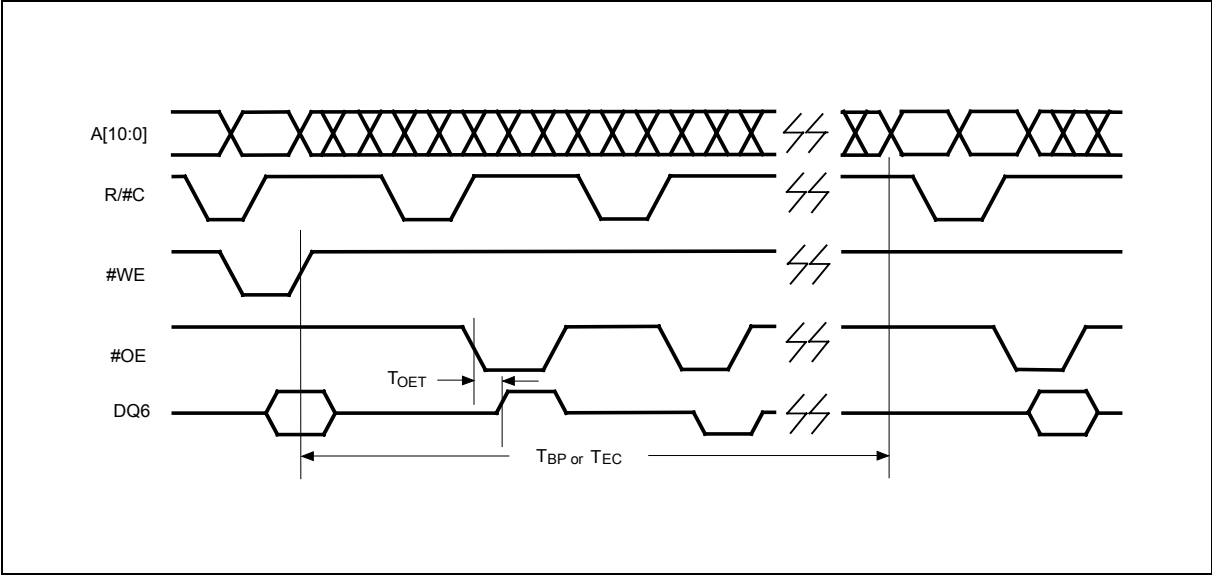 A[10:0]
R/#C
#WE
#OE
TOET
DQ6
TBP or TEC